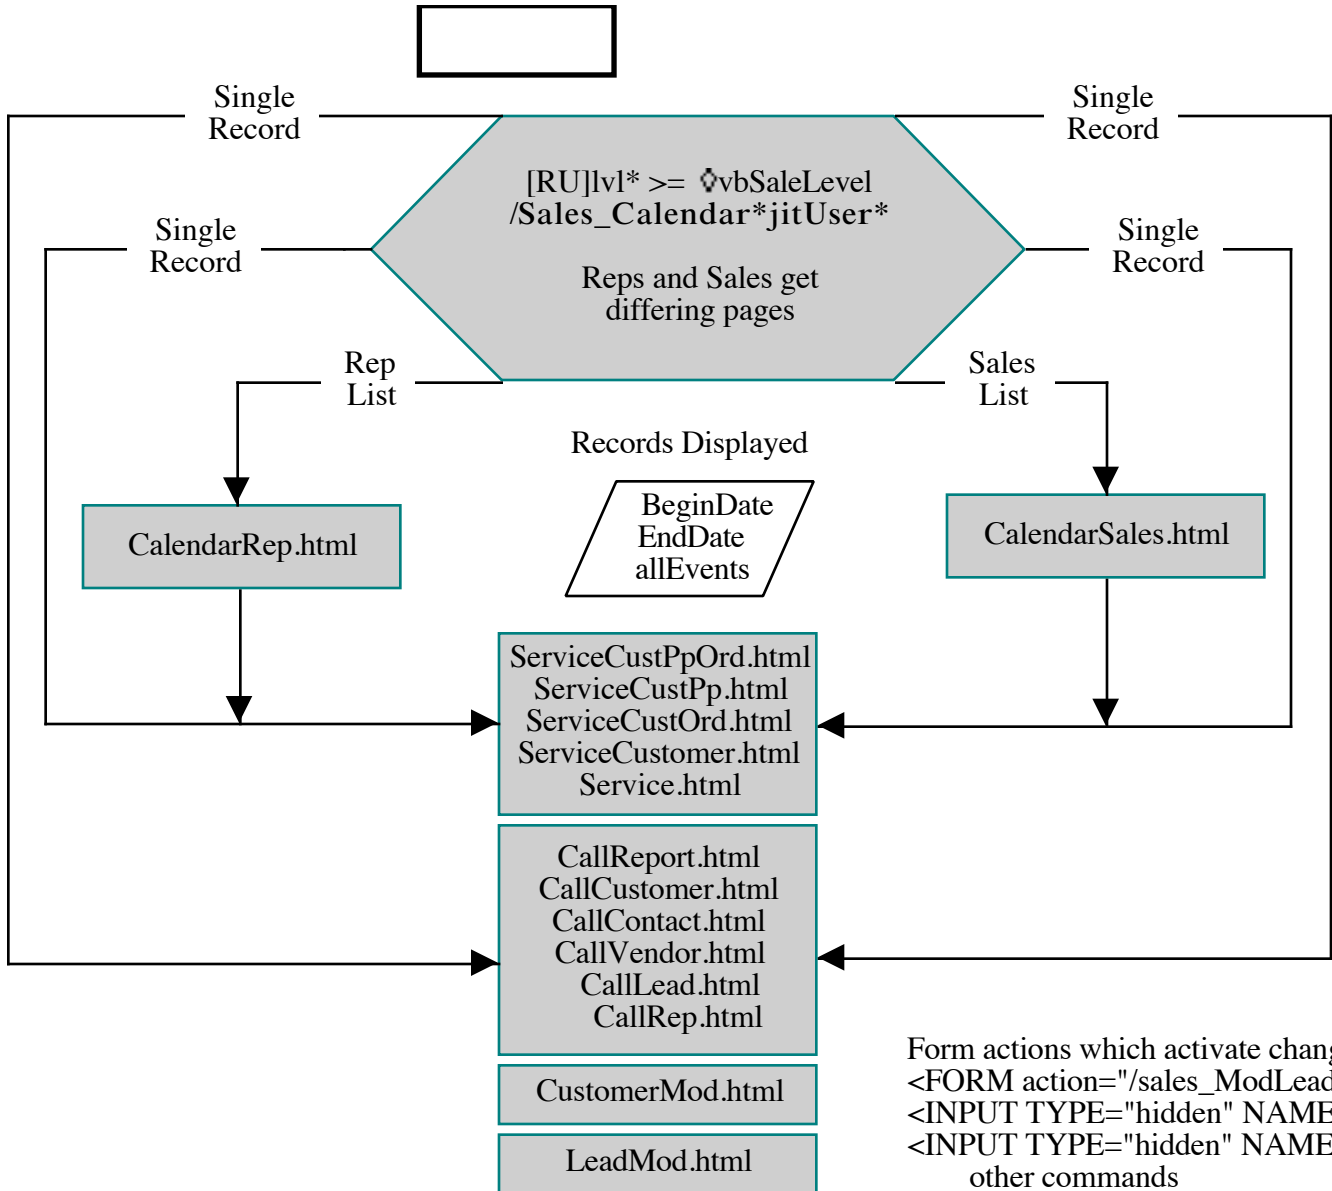 Single
Record
Single
Record
[RU]lvl* >= ◊vbSaleLevel
/Sales_Calendar*jitUser*
Reps and Sales get
differing pages
Single
Record
Single
Record
Rep
List
Sales
List
Records Displayed
BeginDate
EndDate
allEvents
CalendarRep.html
CalendarSales.html
ServiceCustPpOrd.html
ServiceCustPp.html
ServiceCustOrd.html
ServiceCustomer.html
Service.html
CallReport.html
CallCustomer.html
CallContact.html
CallVendor.html
CallLead.html
CallRep.html
CustomerMod.html
LeadMod.html
Form actions which activate chang
<FORM action="/sales_ModLead
<INPUT TYPE="hidden" NAME
<INPUT TYPE="hidden" NAME
other commands